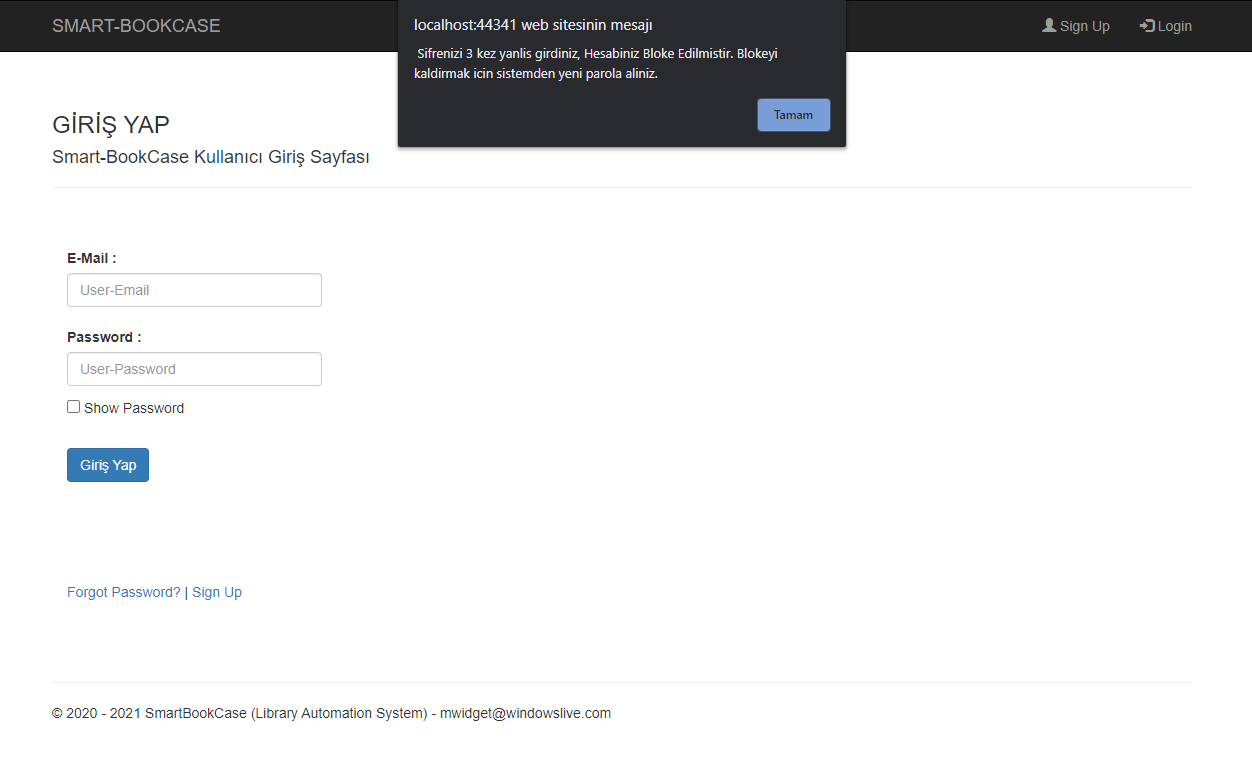 SMART-BOOKCASE
Sign Up
Login
localhost:44341 web sitesinin mesajı
Sifrenizi 3 kez yanlis girdiniz, Hesabiniz Bloke Edilmistir. Blokeyi
kaldirmak icin sistemden yeni parola aliniz.
Tamam
GİRİŞ YAP
Smart-BookCase Kullanıcı Giriş Sayfası
E-Mail :
User-Email
Password :
User-Password
Show Password
Giriş Yap
Forgot Password? | Sign Up
© 2020 - 2021 SmartBookCase (Library Automation System) - mwidget@windowslive.com